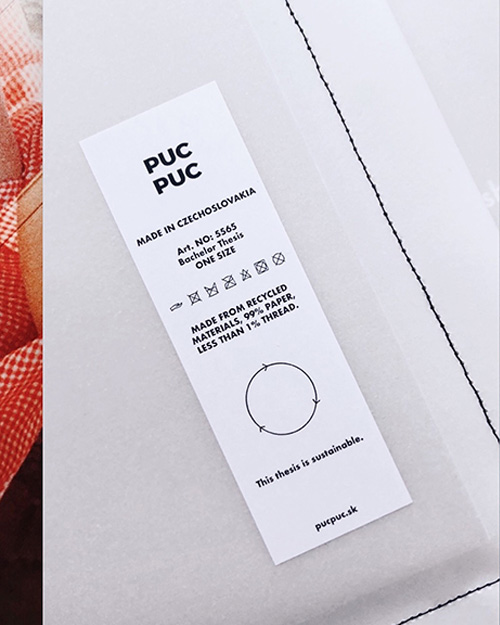 PUC
PUC
MADE IN CZECHOSLOVAKIA
Art. NO: 5565
Bachelor Thesis
ONE SIZE
MADE FROM RECYCLED
MATERIALS, 99% PAPER,
LESS THAN 1% THREAD.
This thesis is sustainable.
pucpuc.sk